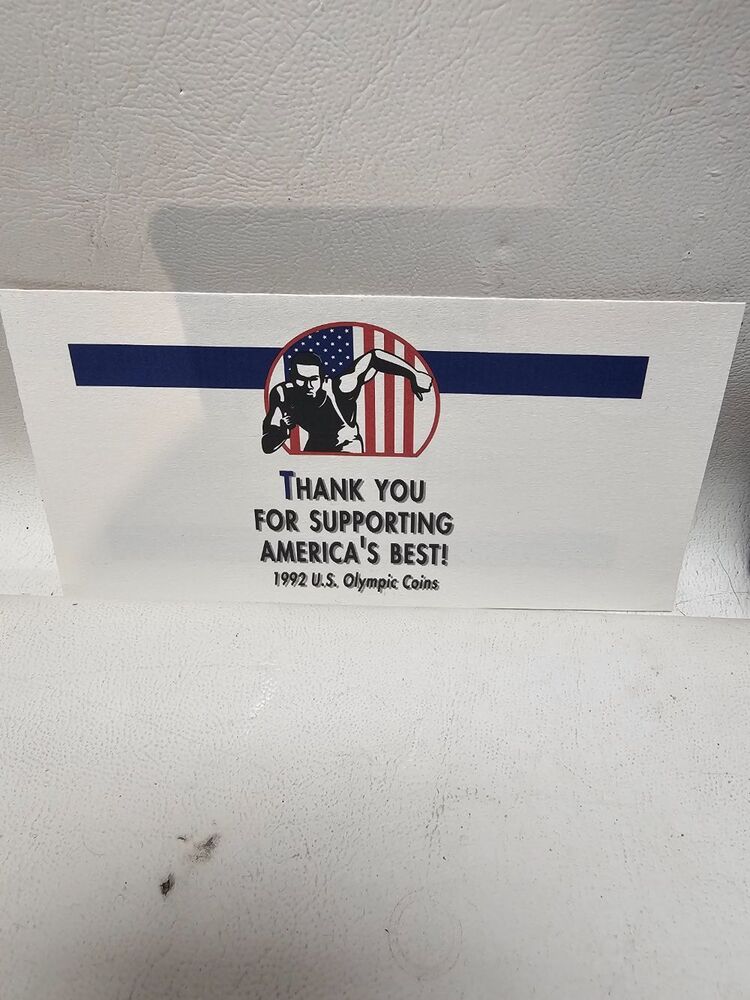 THANK YOU
FOR SUPPORTING
AMERICA'S BEST!
1992 U.S. Olympic Coins